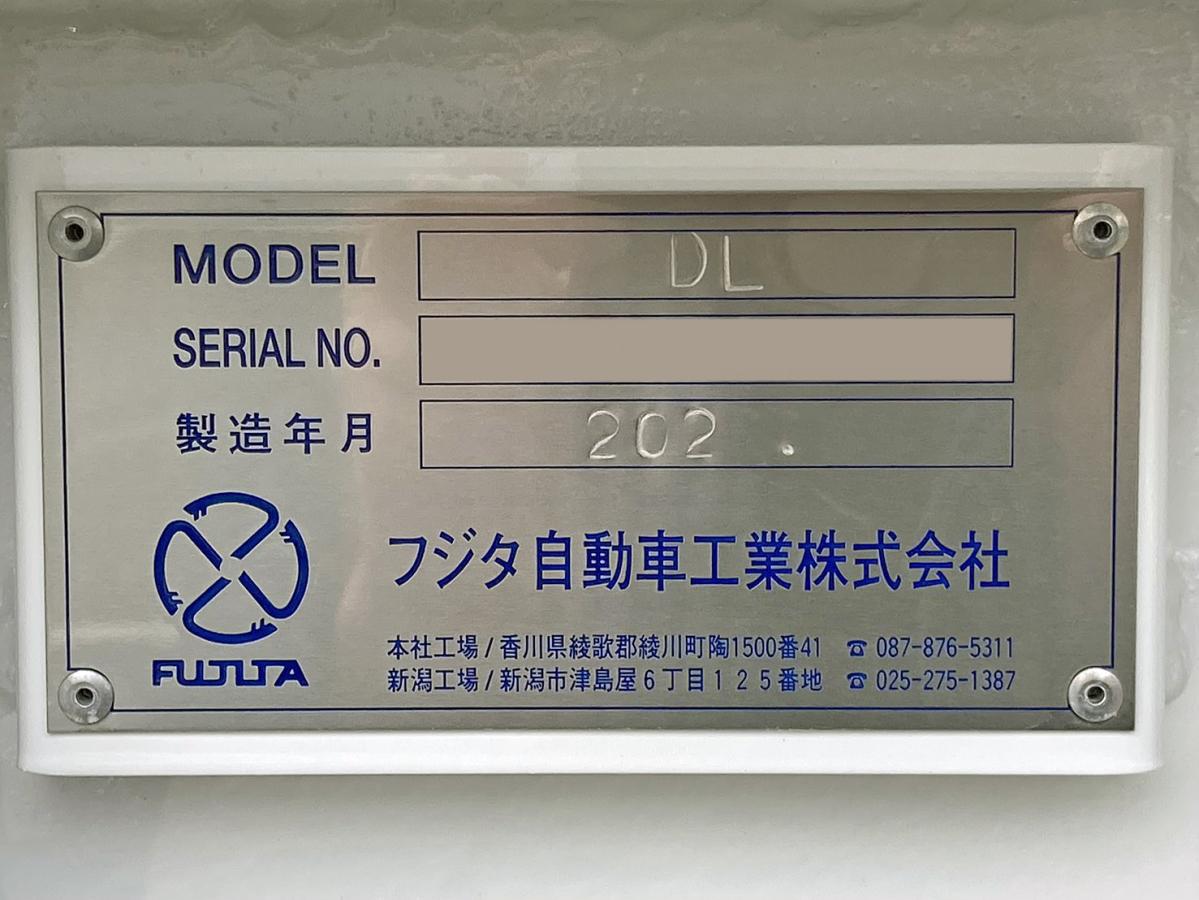 MODEL DL
SERIAL NO.
製造年月 202 .
フジタ自動車工業株式会社
FUJITA
本社工場/香川県綾歌郡綾川町陶1500番41 ☎ 087-876-5311
新潟工場/新潟市津島屋6丁目125番地 ☎ 025-275-1387